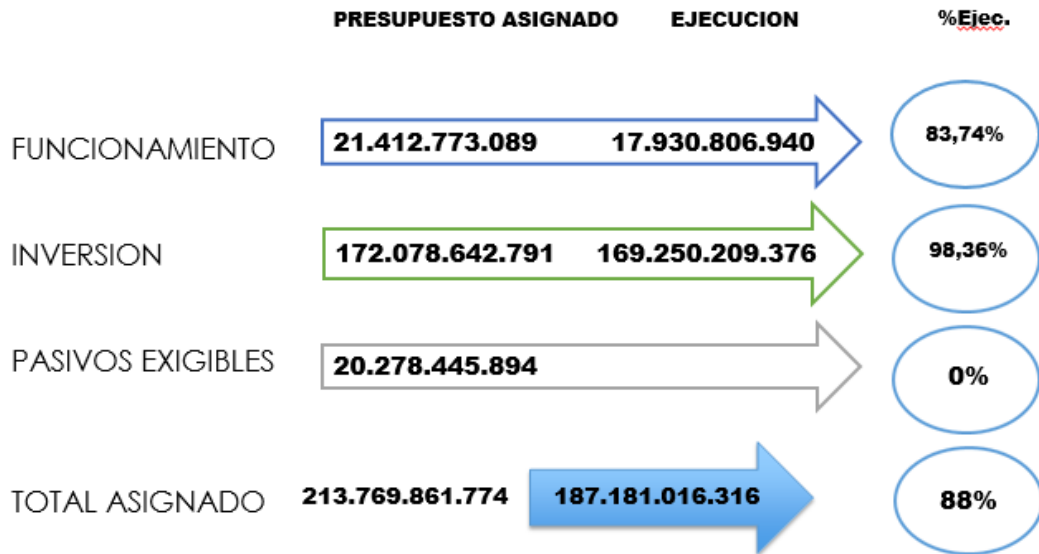 PRESUPUESTO ASIGNADO EJECUCION %Ejec.
FUNCIONAMIENTO 21.412.773.089 17.930.806.940 83,74%
INVERSION 172.078.642.791 169.250.209.376 98,36%
PASIVOS EXIGIBLES 20.278.445.894 0%
TOTAL ASIGNADO 213.769.861.774 187.181.016.316 88%